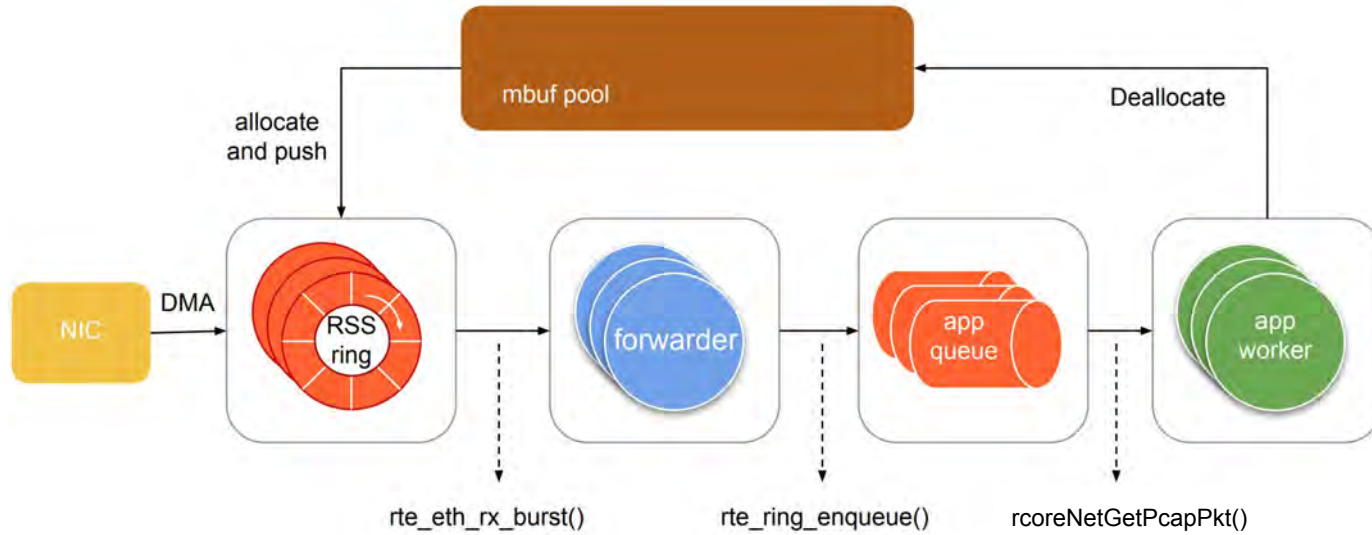 mbuf pool
Deallocate
allocate
and push
NIC
DMA
RSS
ring
forwarder
app
queue
app
worker
rte_eth_rx_burst()
rte_ring_enqueue()
rcoreNetGetPcapPkt()